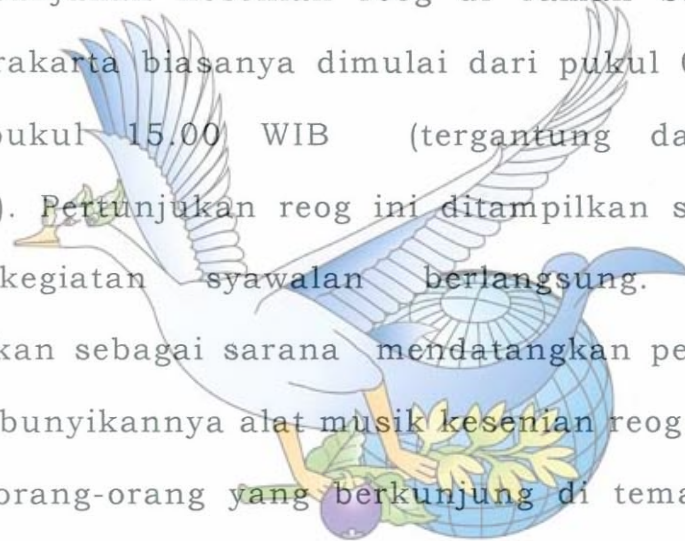 rakarta biasanya dimulai dari pukul
pukul 15.00 WIB (tergantung da
). Pertunjukan reog ini ditampilkan s
kegiatan syawalan berlangsung.
kan sebagai sarana mendatangkan pe
bunyikannya alat musik kesenian reog
orang-orang yang berkunjung di tema